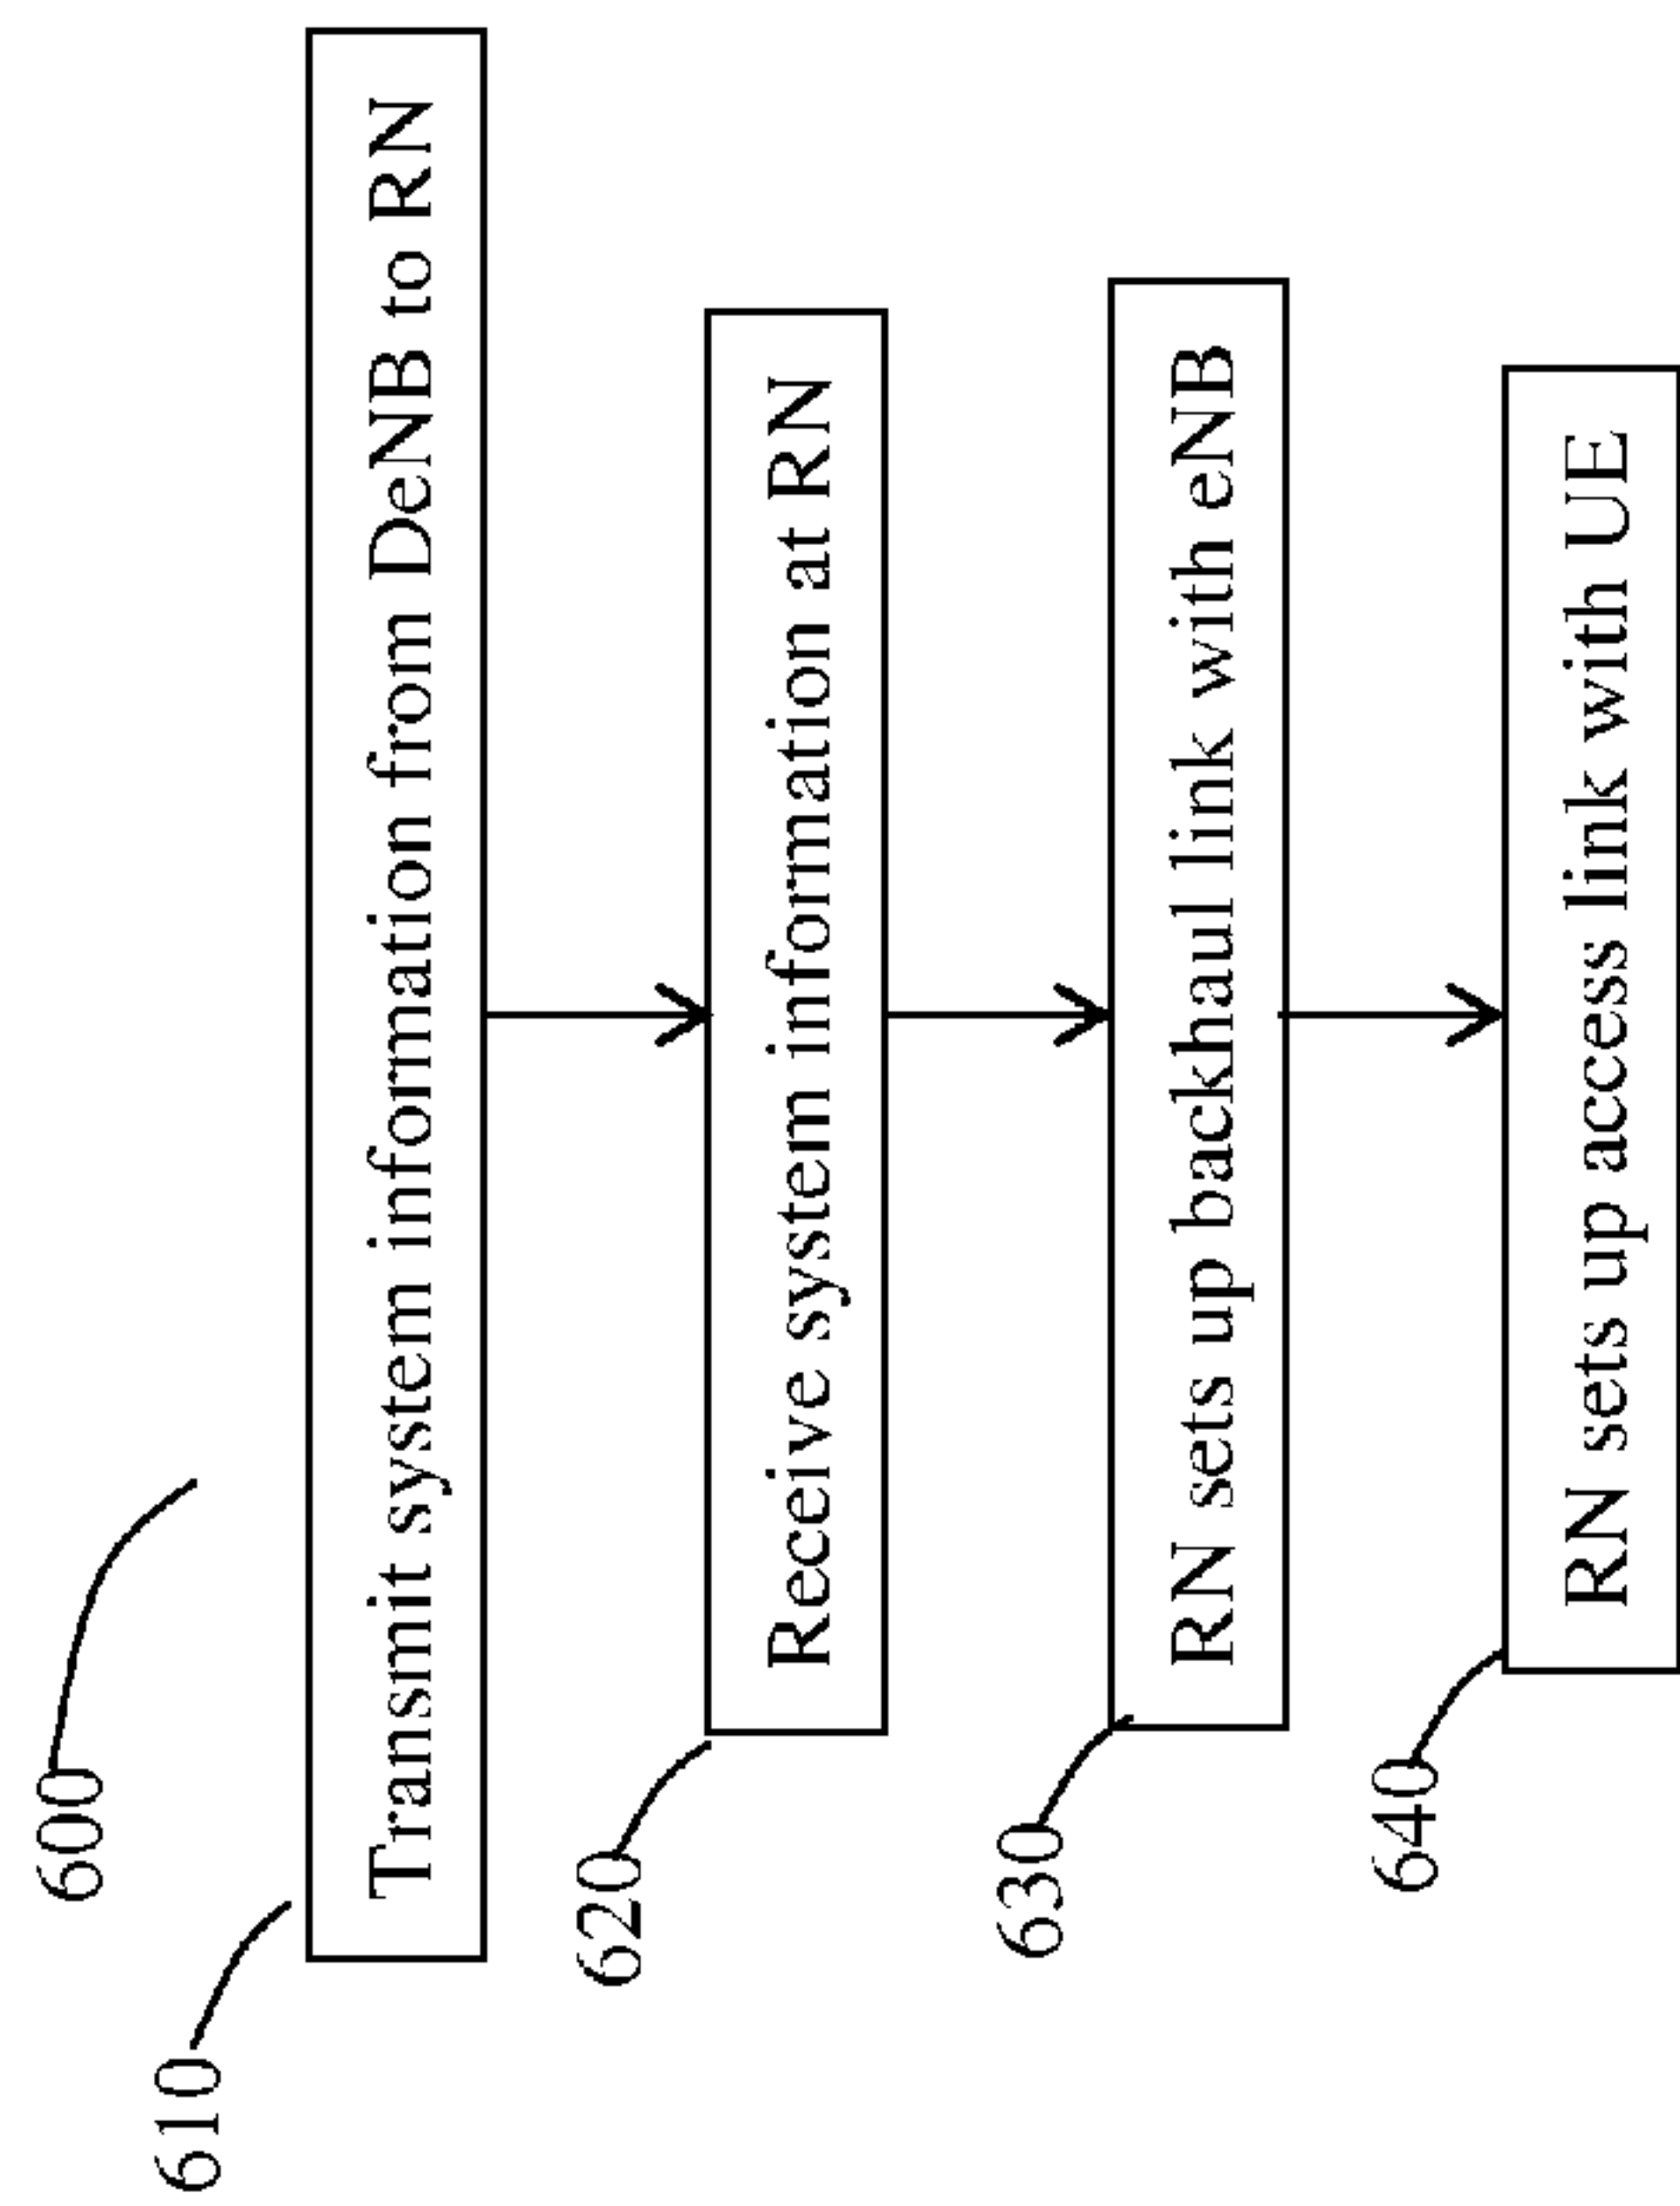 600
610
Transmit system information from DeNB to RN
620
Receive system information at RN
630
RN sets up backhaul link with eNB
640
RN sets up access link with UE